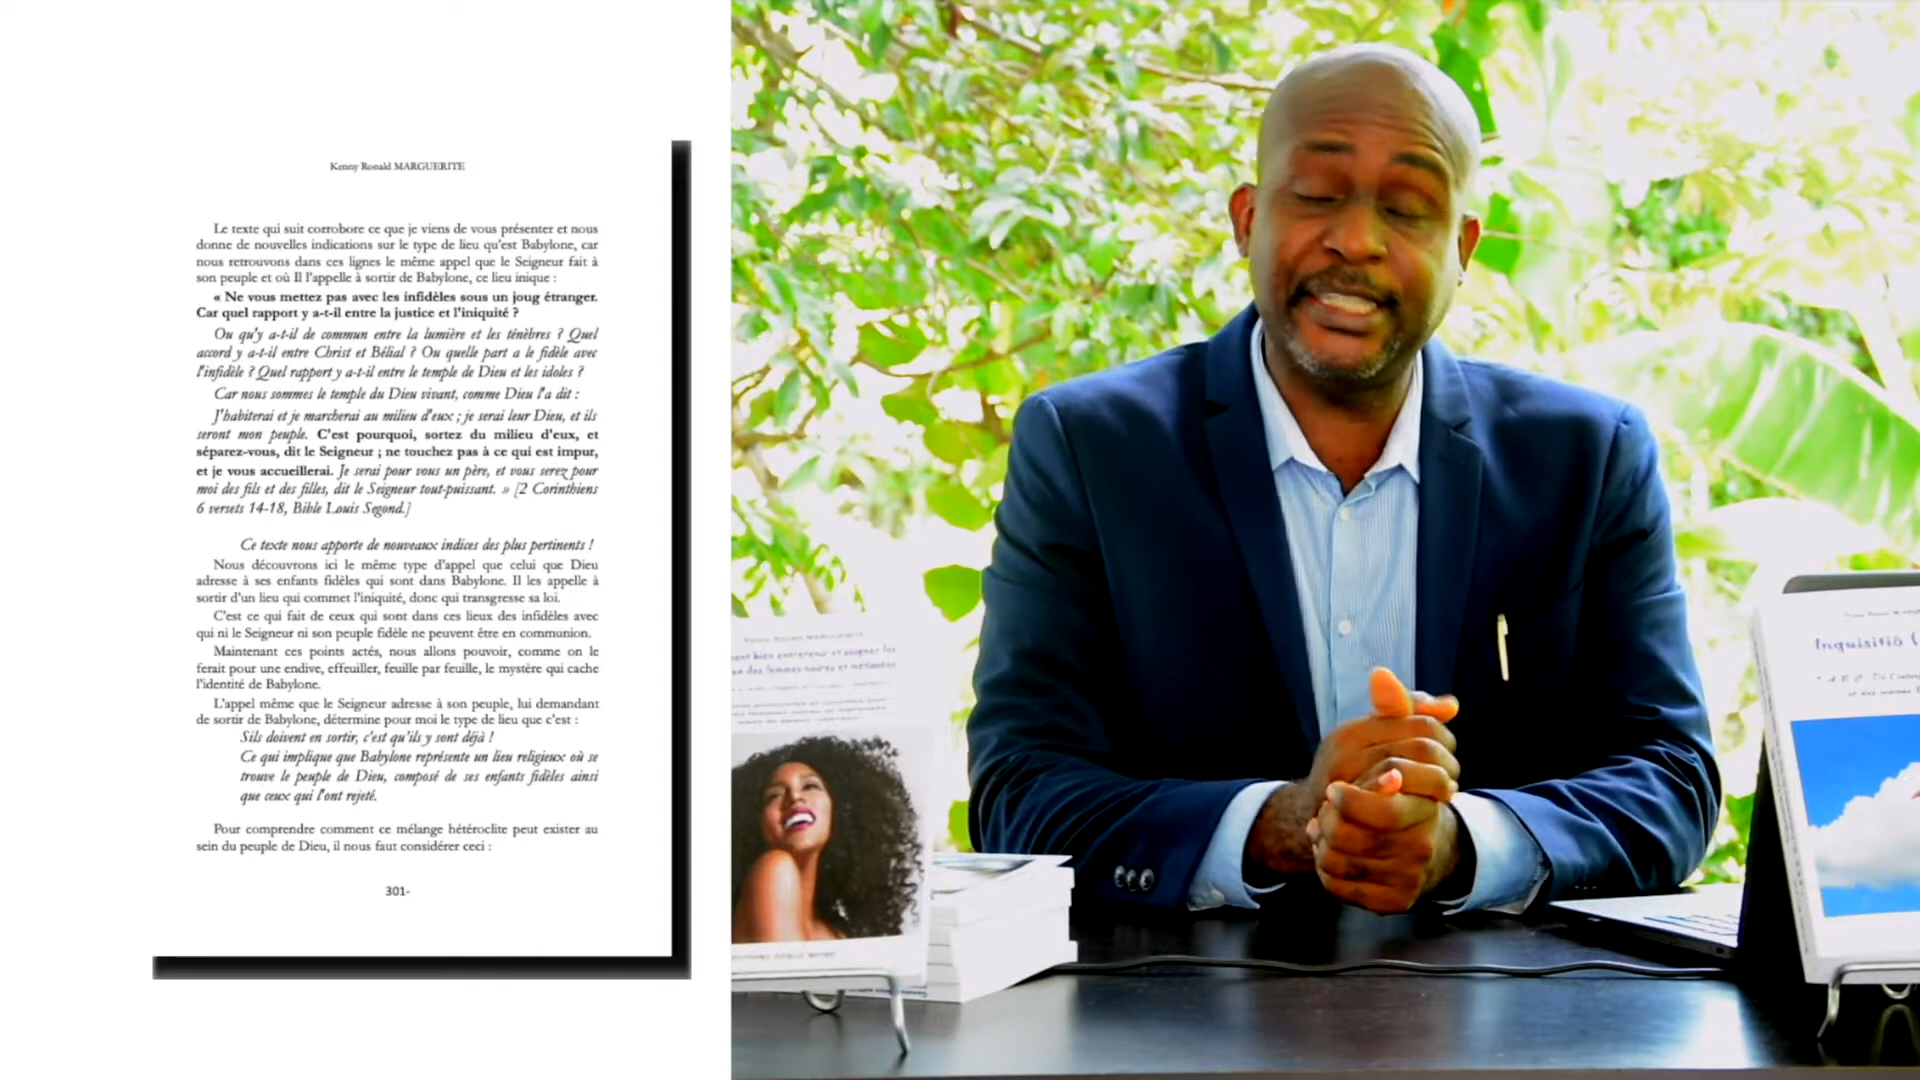 Kenny Ronald MARGUERITE
Le texte qui suit corrobore ce que je viens de vous présenter et nous
donne de nouvelles indications sur le type de lieu qu'est Babylone, car
nous retrouvons dans ces lignes le même appel que le Seigneur fait à
son peuple et où Il l'appelle à sortir de Babylone, ce lieu inique :
« Ne vous mettez pas avec les infidèles sous un joug étranger.
Car quel rapport y a-t-il entre la justice et l'iniquité ?
Ou qu'y a-t-il de commun entre la lumière et les ténèbres ? Quel
accord y a-t-il entre Christ et Bélial ? Ou quelle part a le fidèle avec
l'infidèle ? Quel rapport y a-t-il entre le temple de Dieu et les idoles ?
Car nous sommes le temple du Dieu vivant, comme Dieu l'a dit :
J'habiterai et je marcherai au milieu d'eux ; je serai leur Dieu, et ils
seront mon peuple. C'est pourquoi, sortez du milieu d'eux, et
séparez-vous, dit le Seigneur ; ne touchez pas à ce qui est impur,
et je vous accueillerai. Je serai pour vous un père, et vous serez pour
moi des fils et des filles, dit le Seigneur tout-puissant. » [2 Corinthiens
6 versets 14-18, Bible Louis Segond.]
Ce texte nous apporte de nouveaux indices des plus pertinents !
Nous découvrons ici le même type d'appel que celui que Dieu
adresse à ses enfants fidèles qui sont dans Babylone. Il les appelle à
sortir d'un lieu qui commet l'iniquité, donc qui transgresse sa loi.
C'est ce qui fait de ceux qui sont dans ces lieux des infidèles avec
qui ni le Seigneur ni son peuple fidèle ne peuvent être en communion.
Maintenant ces points actés, nous allons pouvoir, comme on le
ferait pour une endive, effeuiller, feuille par feuille, le mystère qui cache
l'identité de Babylone.
L'appel même que le Seigneur adresse à son peuple, lui demandant
de sortir de Babylone, détermine pour moi le type de lieu que c'est :
S'ils doivent en sortir, c'est qu'ils y sont déjà !
Ce qui implique que Babylone représente un lieu religieux où se
trouve le peuple de Dieu, composé de ses enfants fidèles ainsi
que ceux qui l'ont rejeté.
Pour comprendre comment ce mélange hétéroclite peut exister au
sein du peuple de Dieu, il nous faut considérer ceci :
301-
bien entretenir et soigner les
des femmes noires et métissées
Inquisitio